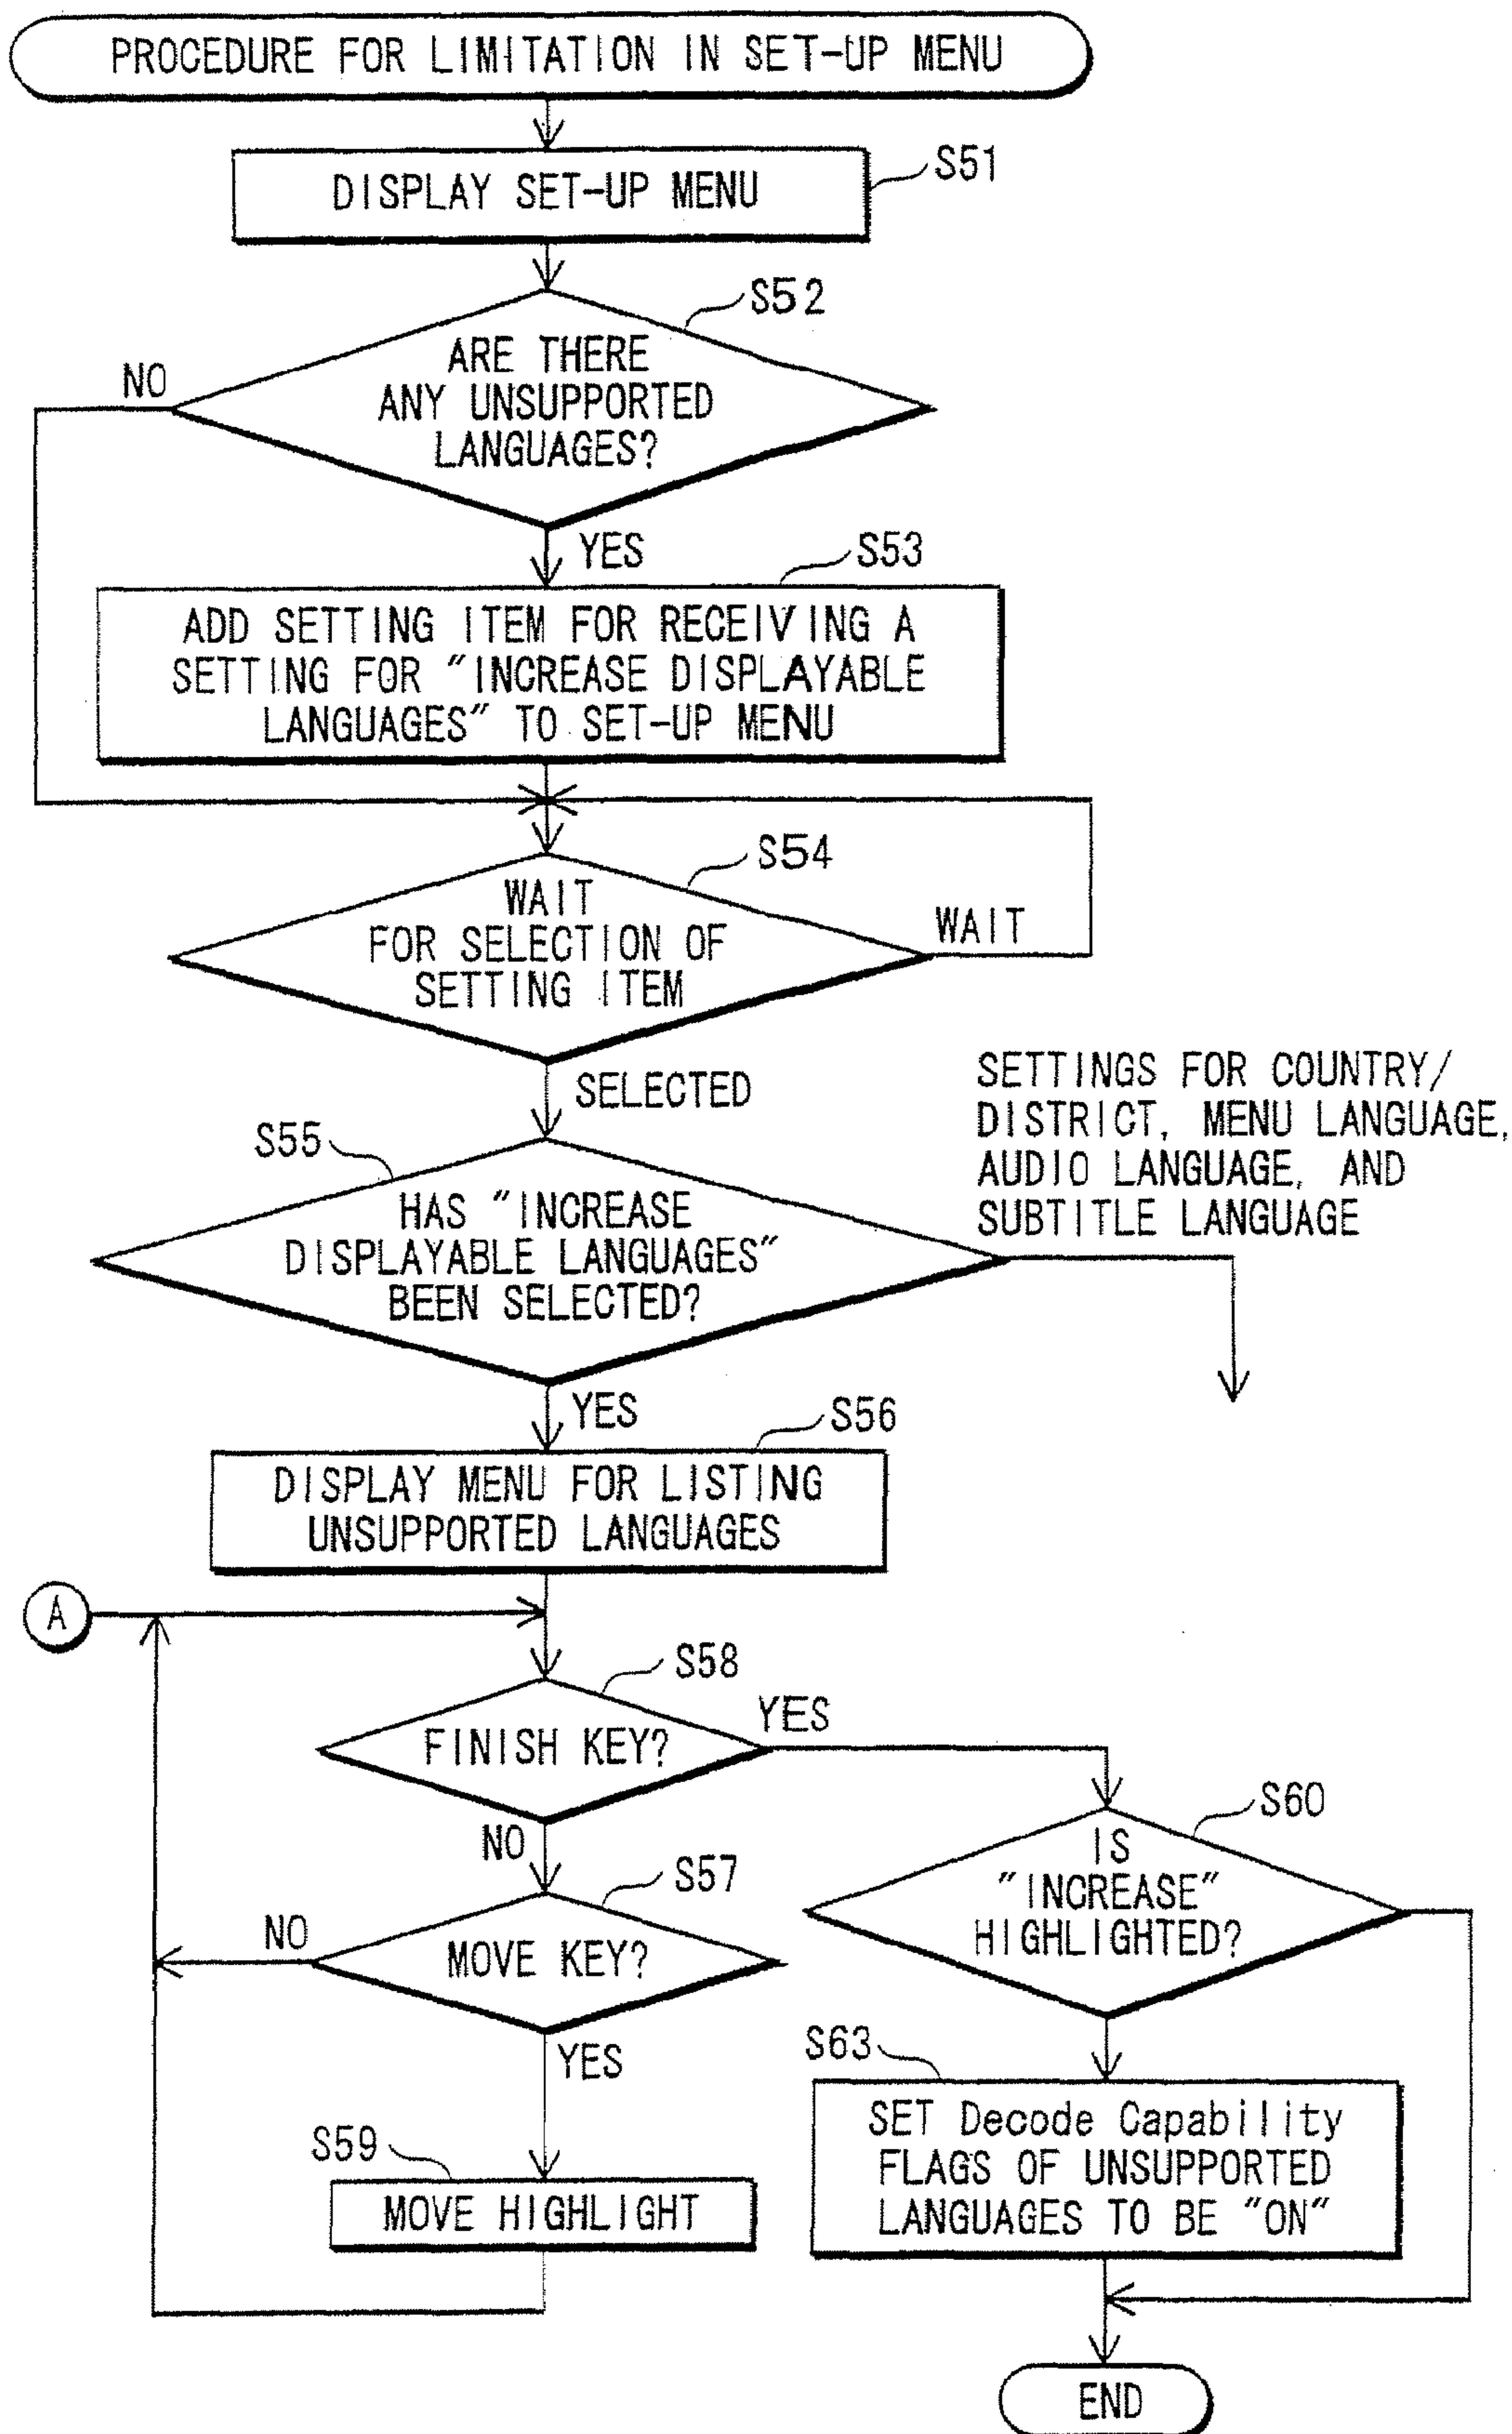 PROCEDURE FOR LIMITATION IN SET-UP MENU
DISPLAY SET-UP MENU
S51
S52
ARE THERE
ANY UNSUPPORTED
LANGUAGES?
NO
YES
S53
ADD SETTING ITEM FOR RECEIVING A
SETTING FOR "INCREASE DISPLAYABLE
LANGUAGES" TO SET-UP MENU
S54
WAIT
FOR SELECTION OF
SETTING ITEM
WAIT
SELECTED
SETTINGS FOR COUNTRY/
DISTRICT, MENU LANGUAGE,
AUDIO LANGUAGE, AND
SUBTITLE LANGUAGE
S55
HAS "INCREASE
DISPLAYABLE LANGUAGES"
BEEN SELECTED?
YES
S56
DISPLAY MENU FOR LISTING
UNSUPPORTED LANGUAGES
A
S58
FINISH KEY?
YES
NO
S60
IS
"INCREASE"
HIGHLIGHTED?
S57
MOVE KEY?
NO
YES
S63
SET Decode Capability
FLAGS OF UNSUPPORTED
LANGUAGES TO BE "ON"
S59
MOVE HIGHLIGHT
END